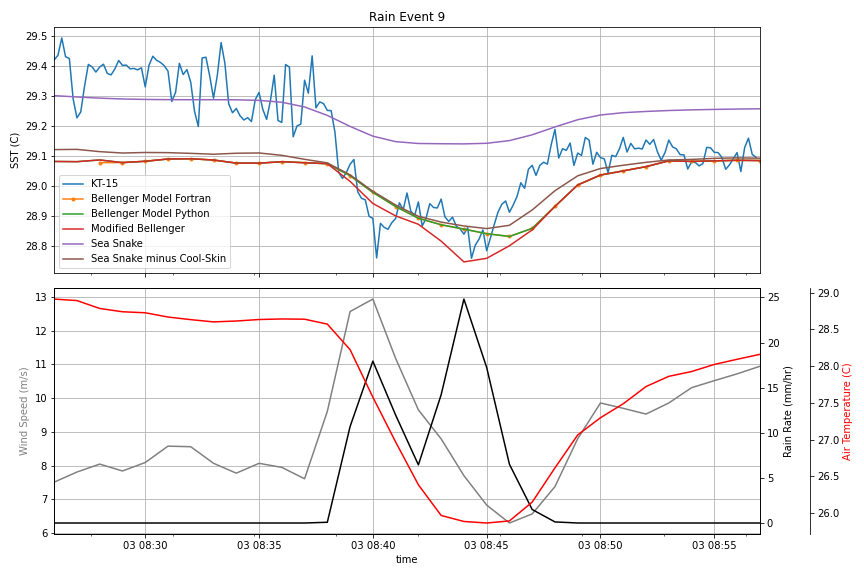 Rain Event 9
29.5
29.4
29.3
29.2
29.1
29.0
28.9
28.8
SST (C)
KT-15
Bellenger Model Fortran
Bellenger Model Python
Modified Bellenger
Sea Snake
Sea Snake minus Cool-Skin
13
12
11
10
9
8
7
6
Wind Speed (m/s)
25
20
15
10
5
0
Rain Rate (mm/hr)
29.0
28.5
28.0
27.5
27.0
26.5
26.0
Air Temperature (C)
03 08:30
03 08:35
03 08:40
03 08:45
03 08:50
03 08:55
time